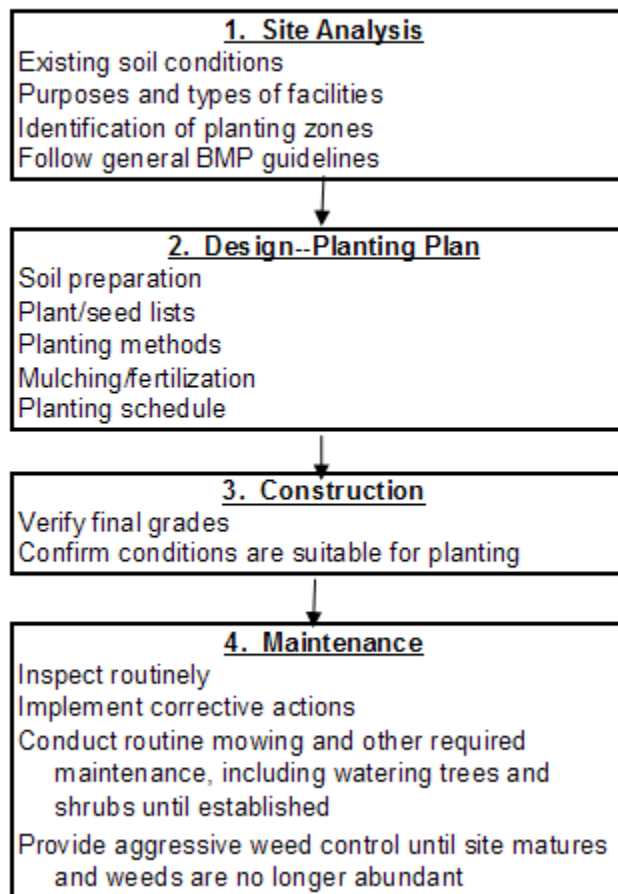 1. Site Analysis
Existing soil conditions
Purposes and types of facilities
Identification of planting zones
Follow general BMP guidelines
2. Design--Planting Plan
Soil preparation
Plant/seed lists
Planting methods
Mulching/fertilization
Planting schedule
3. Construction
Verify final grades
Confirm conditions are suitable for planting
4. Maintenance
Inspect routinely
Implement corrective actions
Conduct routine mowing and other required
maintenance, including watering trees and
shrubs until established
Provide aggressive weed control until site matures
and weeds are no longer abundant